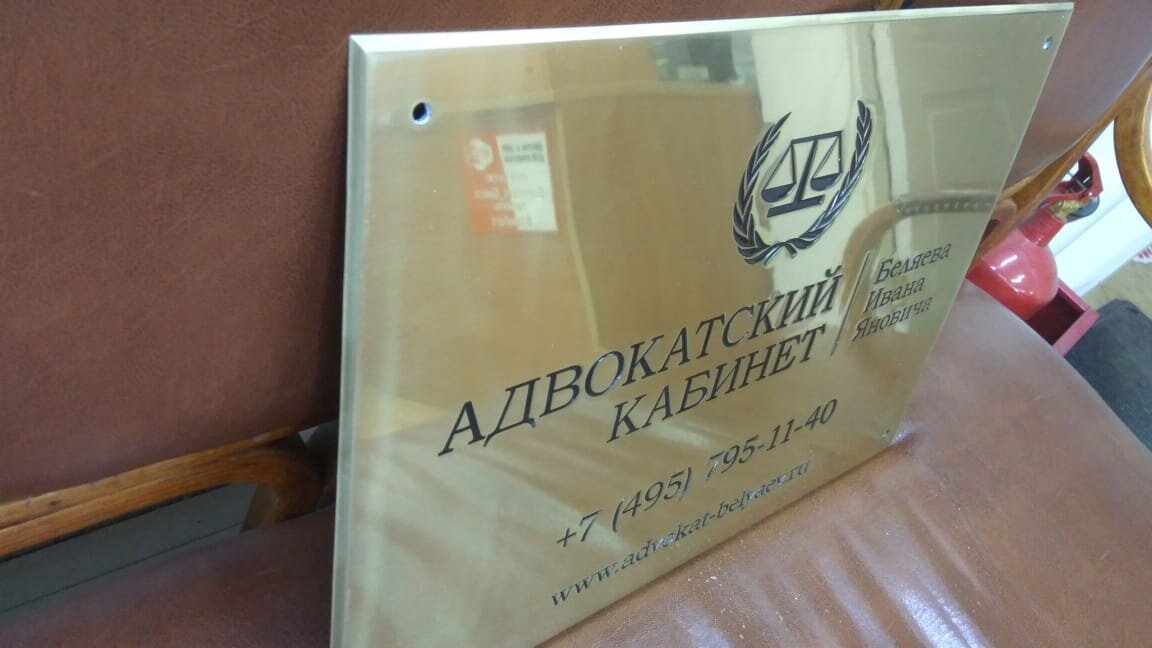 АДВОКАТСКИЙ
КАБИНЕТ
Беляева
Ивана
Яновича
+7 (495) 795-11-40
www.advokat-belyaev.ru